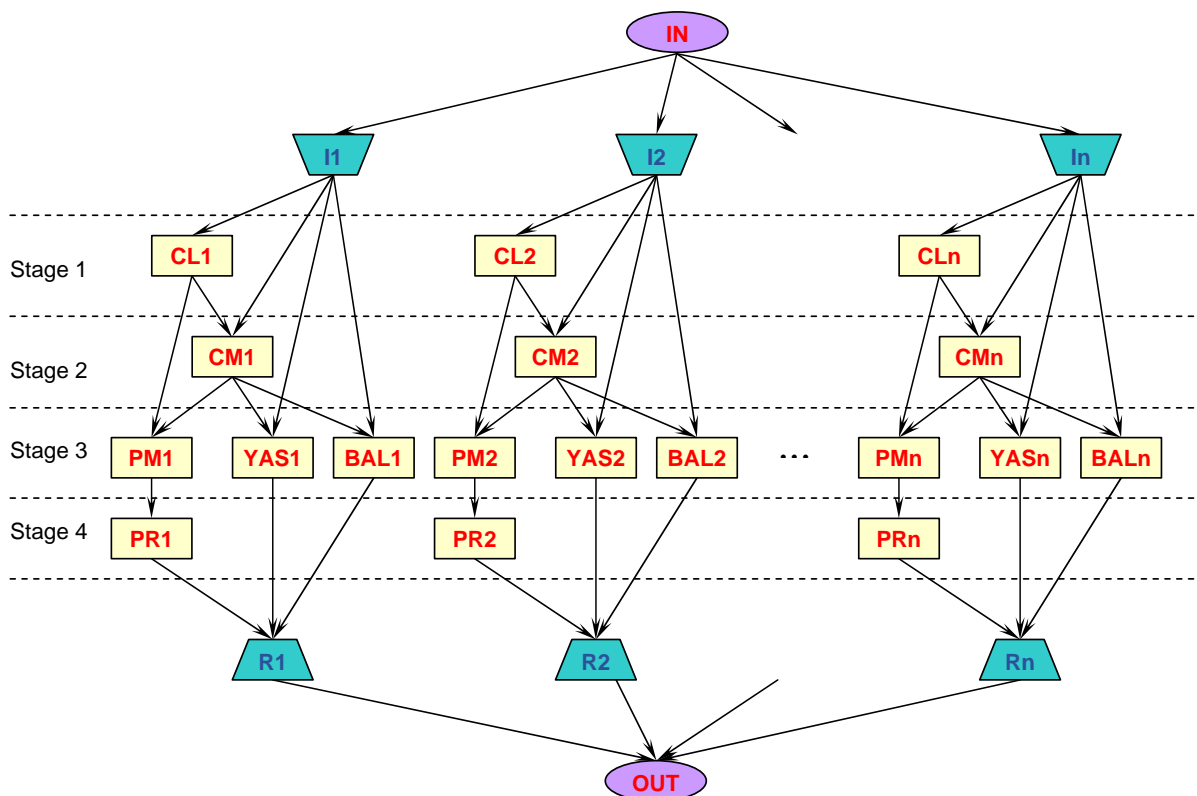 IN
I1 I2 In
Stage 1 CL1 CL2 CLn
Stage 2 CM1 CM2 CMn
Stage 3 PM1 YAS1 BAL1 PM2 YAS2 BAL2 ... PMn YASn BALn
Stage 4 PR1 PR2 PRn
R1 R2 Rn
OUT